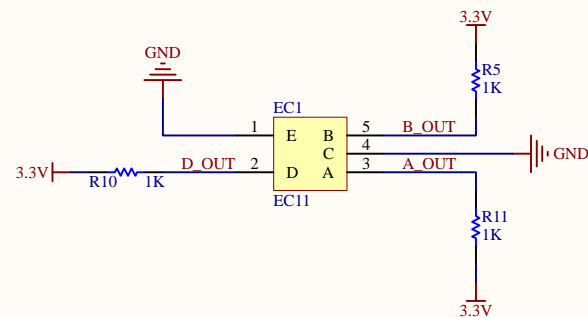 3.3V
GND
R5
1K
EC1
1 E B 5 B_OUT
C 4 GND
3.3V R10 1K D_OUT 2 D A 3 A_OUT
EC11
R11
1K
3.3V